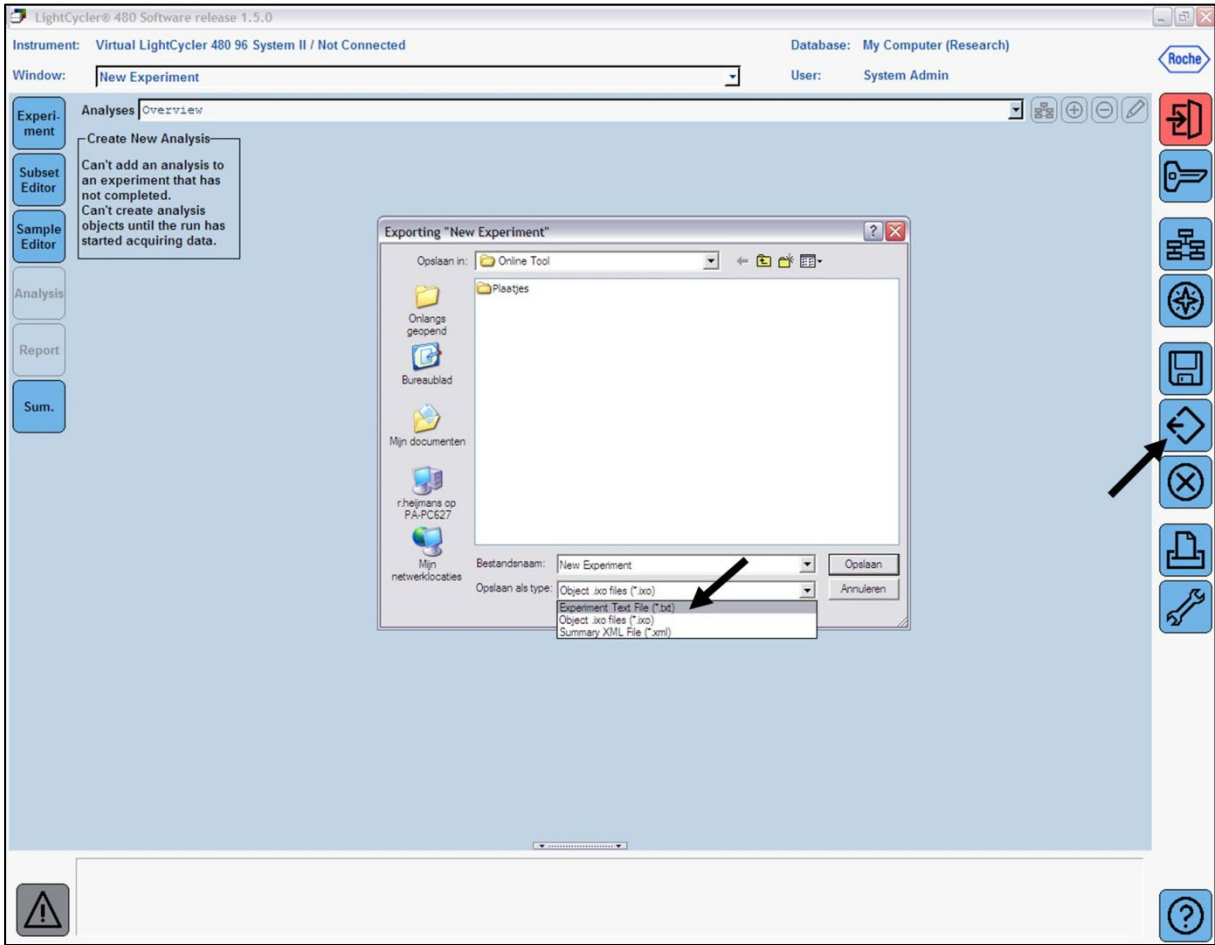 LightCycler® 480 Software release 1.5.0
Instrument: Virtual LightCycler 480 96 System II / Not Connected
Database: My Computer (Research)
Window: New Experiment
User: System Admin
Roche
Experi-
ment
Subset
Editor
Sample
Editor
Analysis
Report
Sum.
Analyses Overview
Create New Analysis
Can't add an analysis to
an experiment that has
not completed.
Can't create analysis
objects until the run has
started acquiring data.
Exporting "New Experiment"
Opslaan in: Online Tool
Plaatjes
Onlangs
geopend
Bureaublad
Mijn documenten
r.heijmans op
PA-PC627
Mijn
netwerklocaties
Bestandsnaam: New Experiment
Opslaan
Opslaan als type: Object .ixo files (*.ixo)
Annuleren
Experiment Text File (*.txt)
Object .ixo files (*.ixo)
Summary XML File (*.xml)